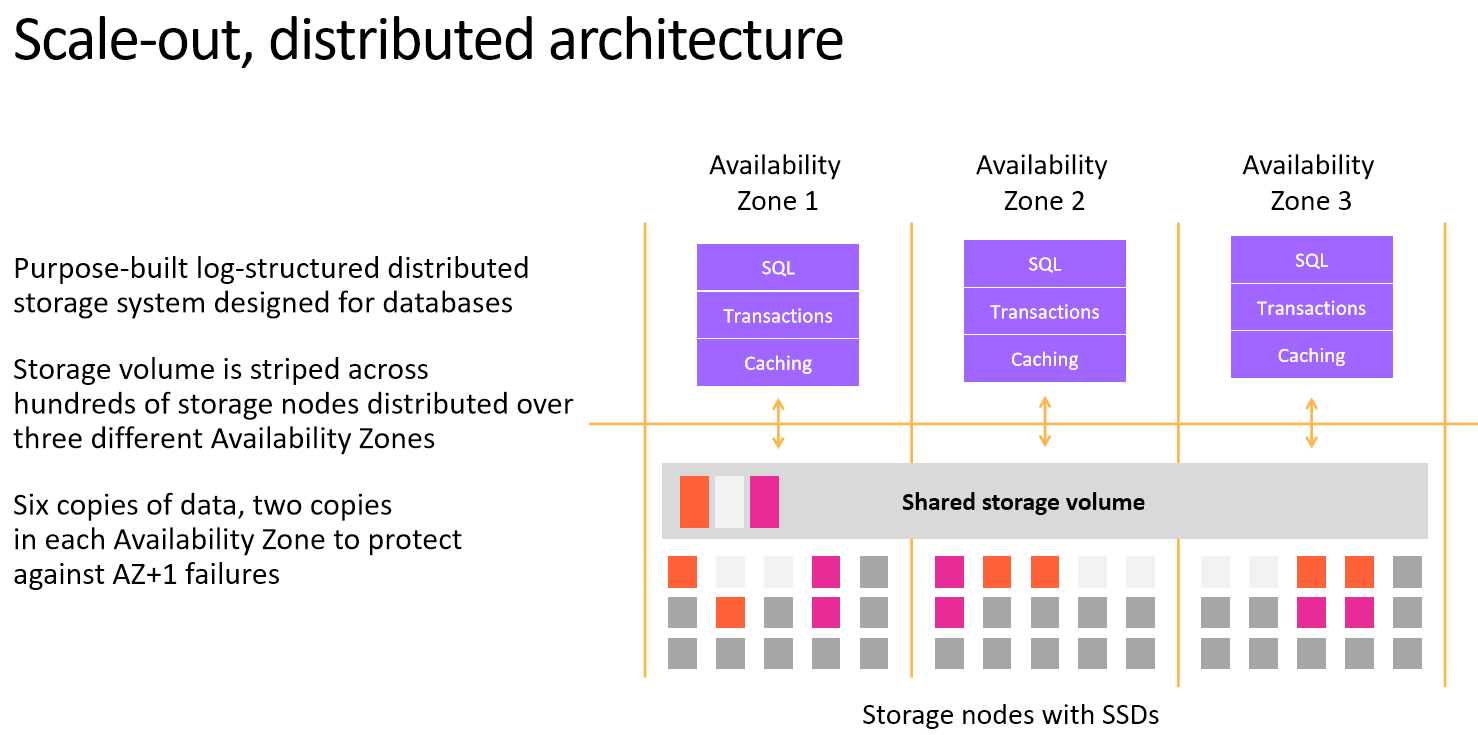 Scale-out, distributed architecture
Purpose-built log-structured distributed
storage system designed for databases
Storage volume is striped across
hundreds of storage nodes distributed over
three different Availability Zones
Six copies of data, two copies
in each Availability Zone to protect
against AZ+1 failures
Availability
Zone 1
SQL
Transactions
Caching
Availability
Zone 2
SQL
Transactions
Caching
Availability
Zone 3
SQL
Transactions
Caching
Shared storage volume
Storage nodes with SSDs